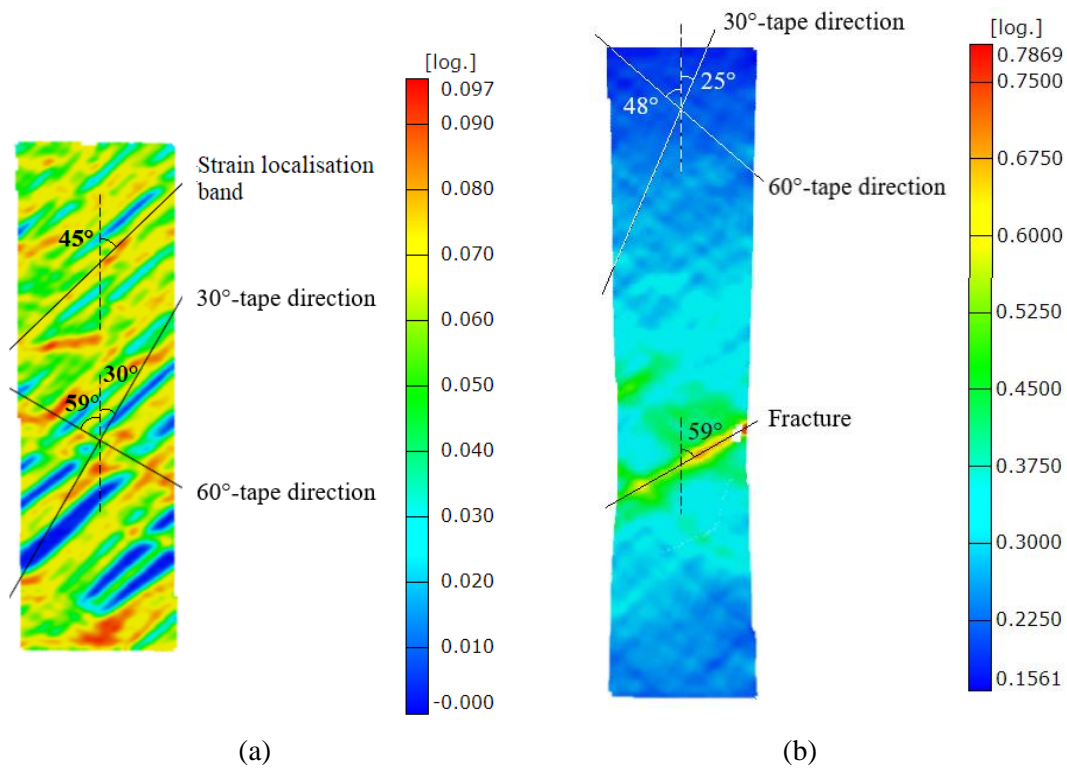 [log.]
0.097
0.090
0.080
0.070
0.060
0.050
0.040
0.030
0.020
0.010
-0.000
Strain localisation
band
45°
30°-tape direction
30°
59°
60°-tape direction
(a)
[log.]
0.7869
0.7500
0.6750
0.6000
0.5250
0.4500
0.3750
0.3000
0.2250
0.1561
30°-tape direction
25°
48°
60°-tape direction
Fracture
59°
(b)